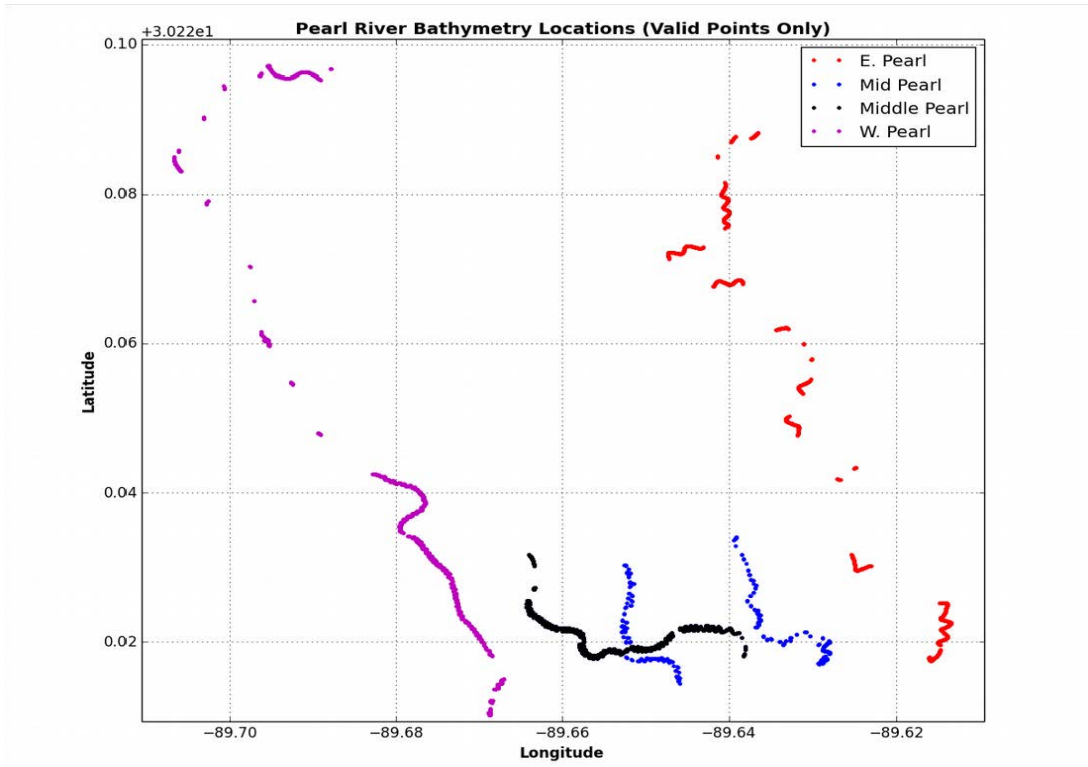 Pearl River Bathymetry Locations (Valid Points Only)
+3.022e1
0.10
0.08
0.06
0.04
0.02
Latitude
E. Pearl
Mid Pearl
Middle Pearl
W. Pearl
−89.70
−89.68
−89.66
−89.64
−89.62
Longitude